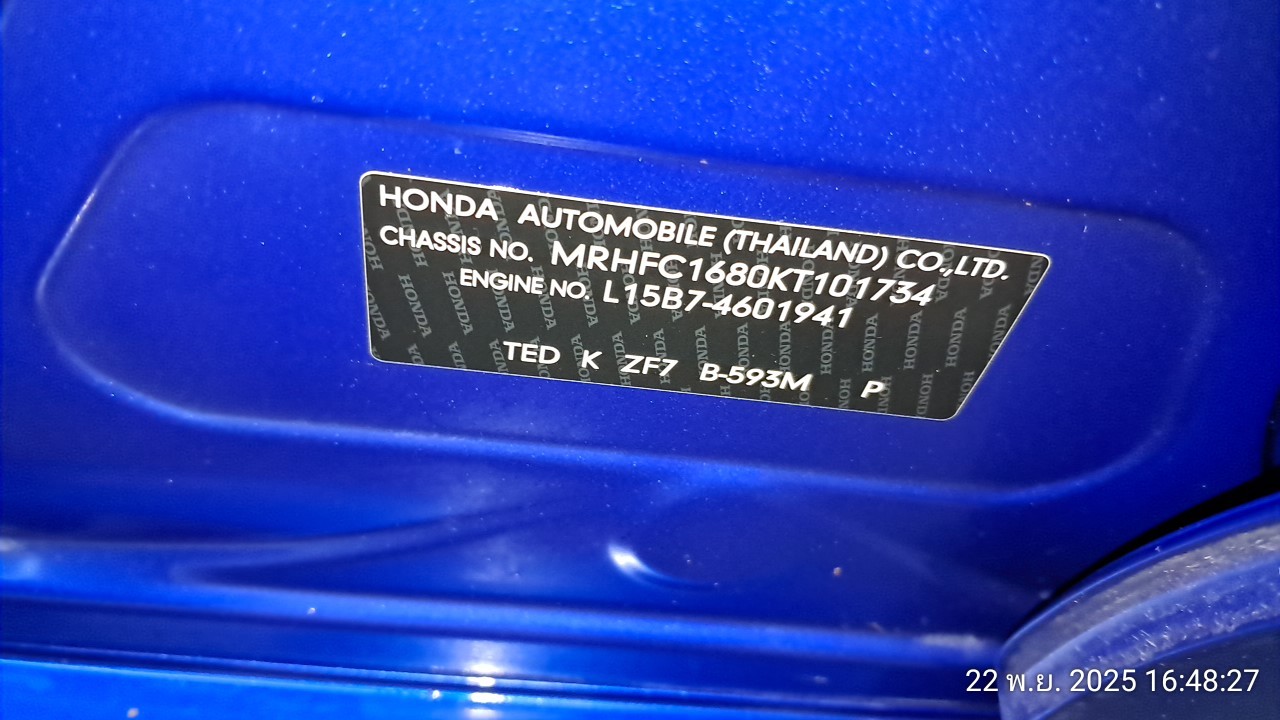 HONDA AUTOMOBILE (THAILAND) CO.,LTD.
CHASSIS NO. MRHFC1680KT101734
ENGINE NO. L15B7-4601941
TED K ZF7 B-593M P
22 พ.ย. 2025 16:48:27